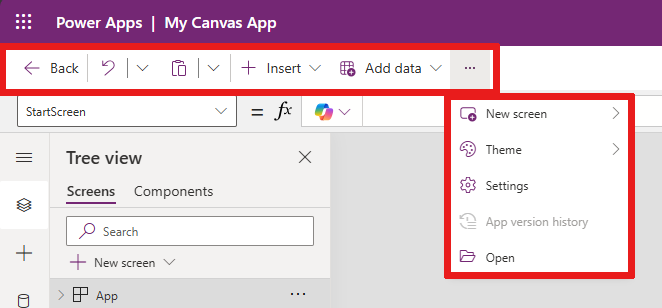 Power Apps | My Canvas App
Back Insert Add data ...
StartScreen = fx
New screen
Theme
Settings
App version history
Open
Tree view
Screens Components
Search
New screen
App ...